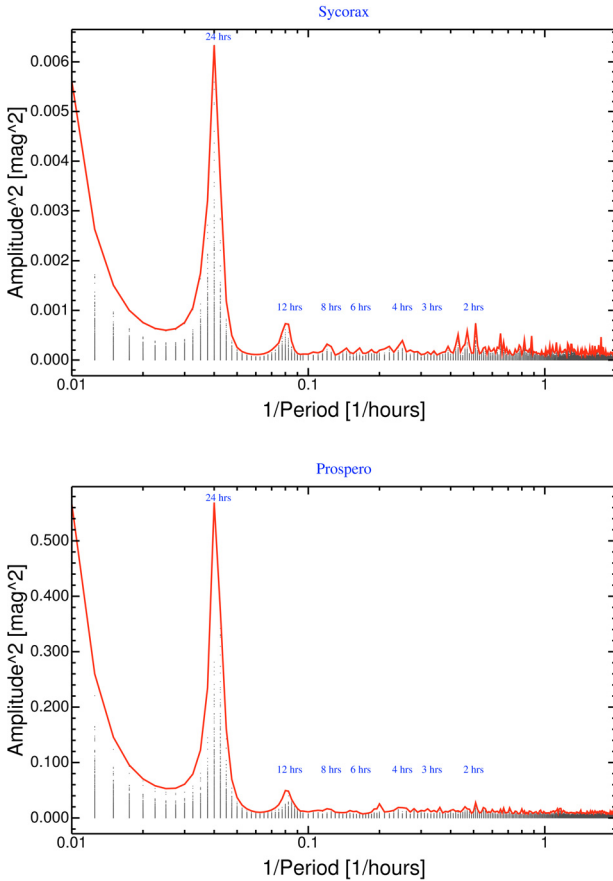 Sycorax
24 hrs
0.006
0.005
0.004
0.003
0.002
0.001
0.000
Amplitude^2 [mag^2]
12 hrs 8 hrs 6 hrs 4 hrs 3 hrs 2 hrs
0.01 0.1 1
1/Period [1/hours]
Prospero
24 hrs
0.500
0.400
0.300
0.200
0.100
0.000
Amplitude^2 [mag^2]
12 hrs 8 hrs 6 hrs 4 hrs 3 hrs 2 hrs
0.01 0.1 1
1/Period [1/hours]